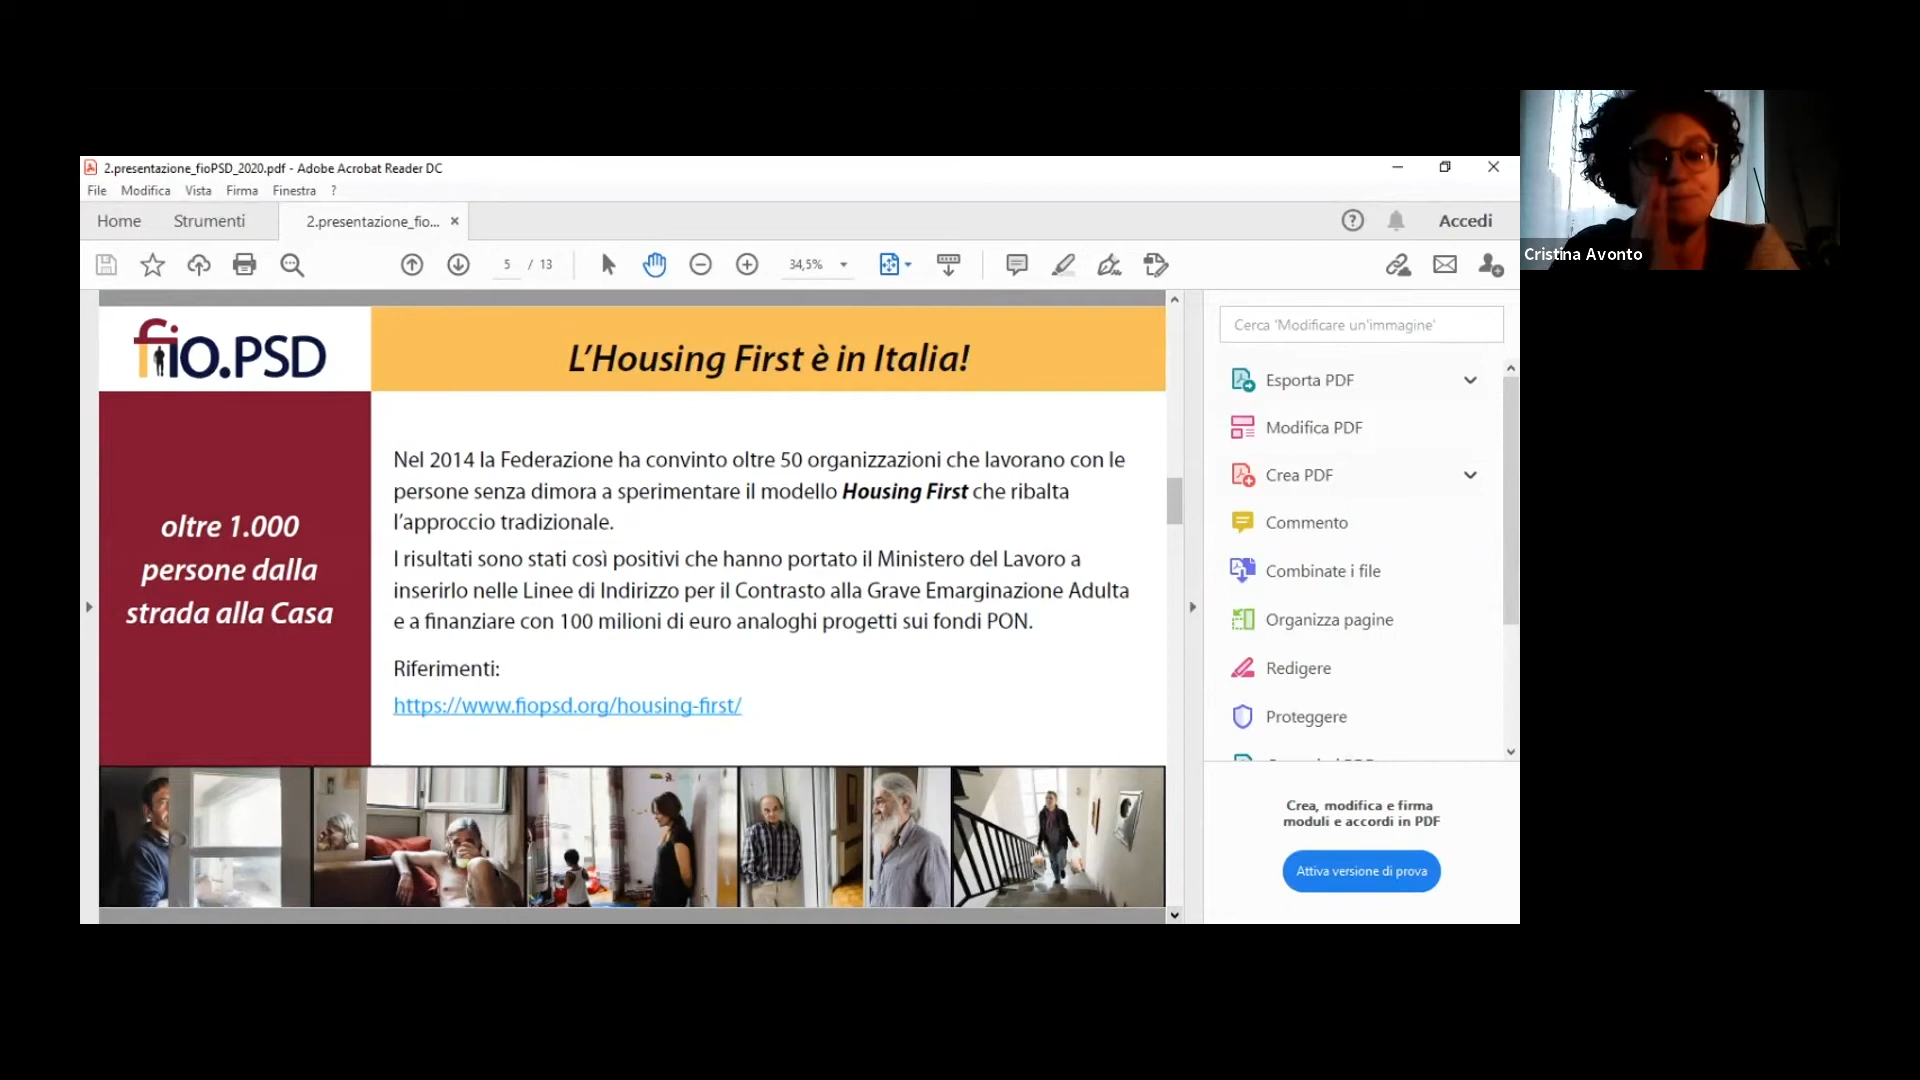 2.presentazione_fioPSD_2020.pdf - Adobe Acrobat Reader DC
File Modifica Vista Firma Finestra ?
Home Strumenti 2.presentazione_fio... × Accedi
5 / 13 34,5%
fio.PSD
L'Housing First è in Italia!
oltre 1.000
persone dalla
strada alla Casa
Nel 2014 la Federazione ha convinto oltre 50 organizzazioni che lavorano con le
persone senza dimora a sperimentare il modello Housing First che ribalta
l'approccio tradizionale.
I risultati sono stati così positivi che hanno portato il Ministero del Lavoro a
inserirlo nelle Linee di Indirizzo per il Contrasto alla Grave Emarginazione Adulta
e a finanziare con 100 milioni di euro analoghi progetti sui fondi PON.
Riferimenti:
https://www.fiopsd.org/housing-first/
Cerca 'Modificare un'immagine'
Esporta PDF
Modifica PDF
Crea PDF
Commento
Combinate i file
Organizza pagine
Redigere
Proteggere
Crea, modifica e firma
moduli e accordi in PDF
Attiva versione di prova
Cristina Avonto